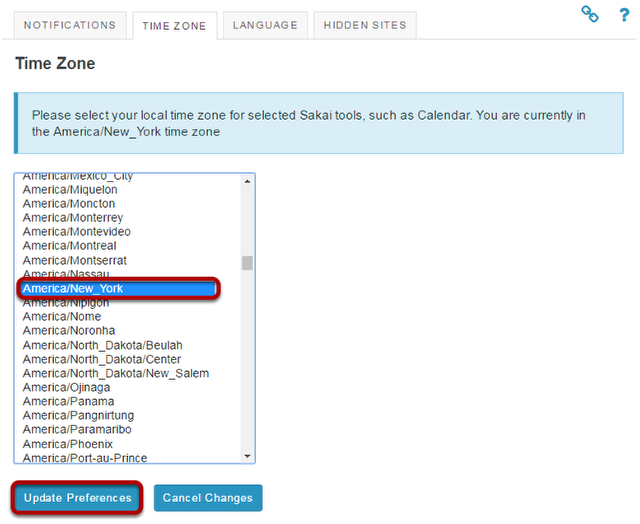 NOTIFICATIONS TIME ZONE LANGUAGE HIDDEN SITES ?
Time Zone
Please select your local time zone for selected Sakai tools, such as Calendar. You are currently in
the America/New_York time zone
America/Mexico_City
America/Miquelon
America/Moncton
America/Monterrey
America/Montevideo
America/Montreal
America/Montserrat
America/Nassau
America/New_York
America/Nipigon
America/Nome
America/Noronha
America/North_Dakota/Beulah
America/North_Dakota/Center
America/North_Dakota/New_Salem
America/Ojinaga
America/Panama
America/Pangnirtung
America/Paramaribo
America/Phoenix
America/Port-au-Prince
Update Preferences Cancel Changes